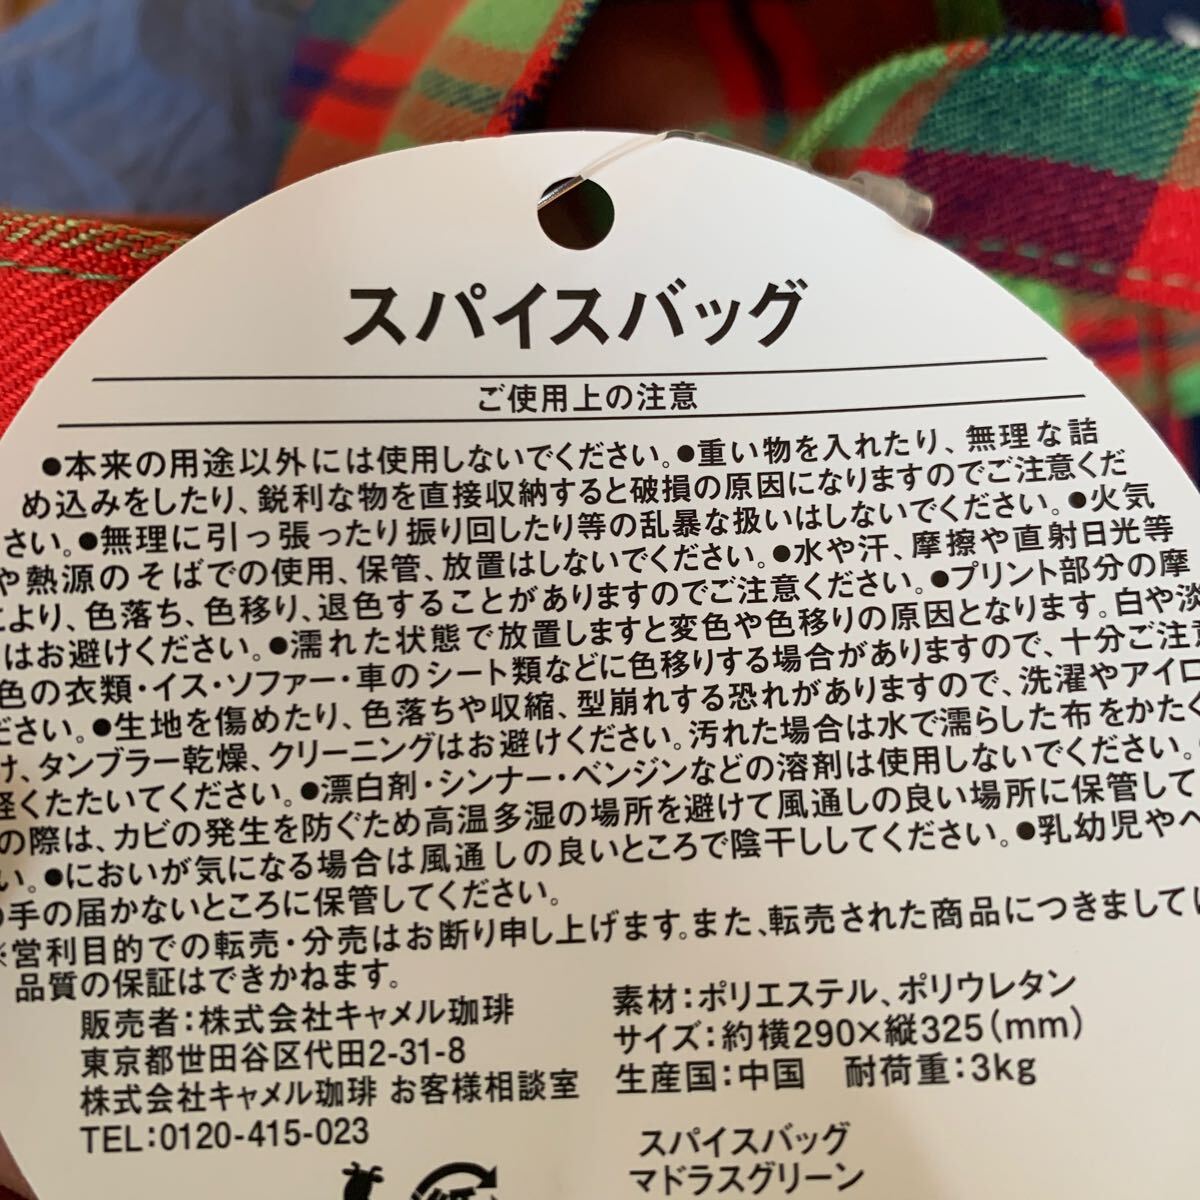 スパイスバッグ
ご使用上の注意
●本来の用途以外には使用しないでください。●重い物を入れたり、無理な詰
め込みをしたり、鋭利な物を直接収納すると破損の原因になりますのでご注意くだ
さい。●無理に引っ張ったり振り回したり等の乱暴な扱いはしないでください。●火気
や熱源のそばでの使用、保管、放置はしないでください。●水や汗、摩擦や直射日光等
により、色落ち、色移り、退色することがありますのでご注意ください。●プリント部分の摩
はお避けください。●濡れた状態で放置しますと変色や色移りの原因となります。白や淡
色の衣類・イス・ソファー・車のシート類などに色移りする場合がありますので、十分ご注意
ださい。●生地を傷めたり、色落ちや収縮、型崩れする恐れがありますので、洗濯やアイロ
け、タンブラー乾燥、クリーニングはお避けください。汚れた場合は水で濡らした布をかたく
軽くたたいてください。●漂白剤・シンナー・ベンジンなどの溶剤は使用しないでください。
の際は、カビの発生を防ぐため高温多湿の場所を避けて風通しの良い場所に保管して
い。●においが気になる場合は風通しの良いところで陰干ししてください。●乳幼児やペ
の手の届かないところに保管してください。
※営利目的での転売・分売はお断り申し上げます。また、転売された商品につきましては
品質の保証はできかねます。
販売者:株式会社キャメル珈琲
東京都世田谷区代田2-31-8
株式会社キャメル珈琲 お客様相談室
TEL:0120-415-023
素材:ポリエステル、ポリウレタン
サイズ:約横290×縦325(mm)
生産国:中国 耐荷重:3kg
スパイスバッグ
マドラスグリーン